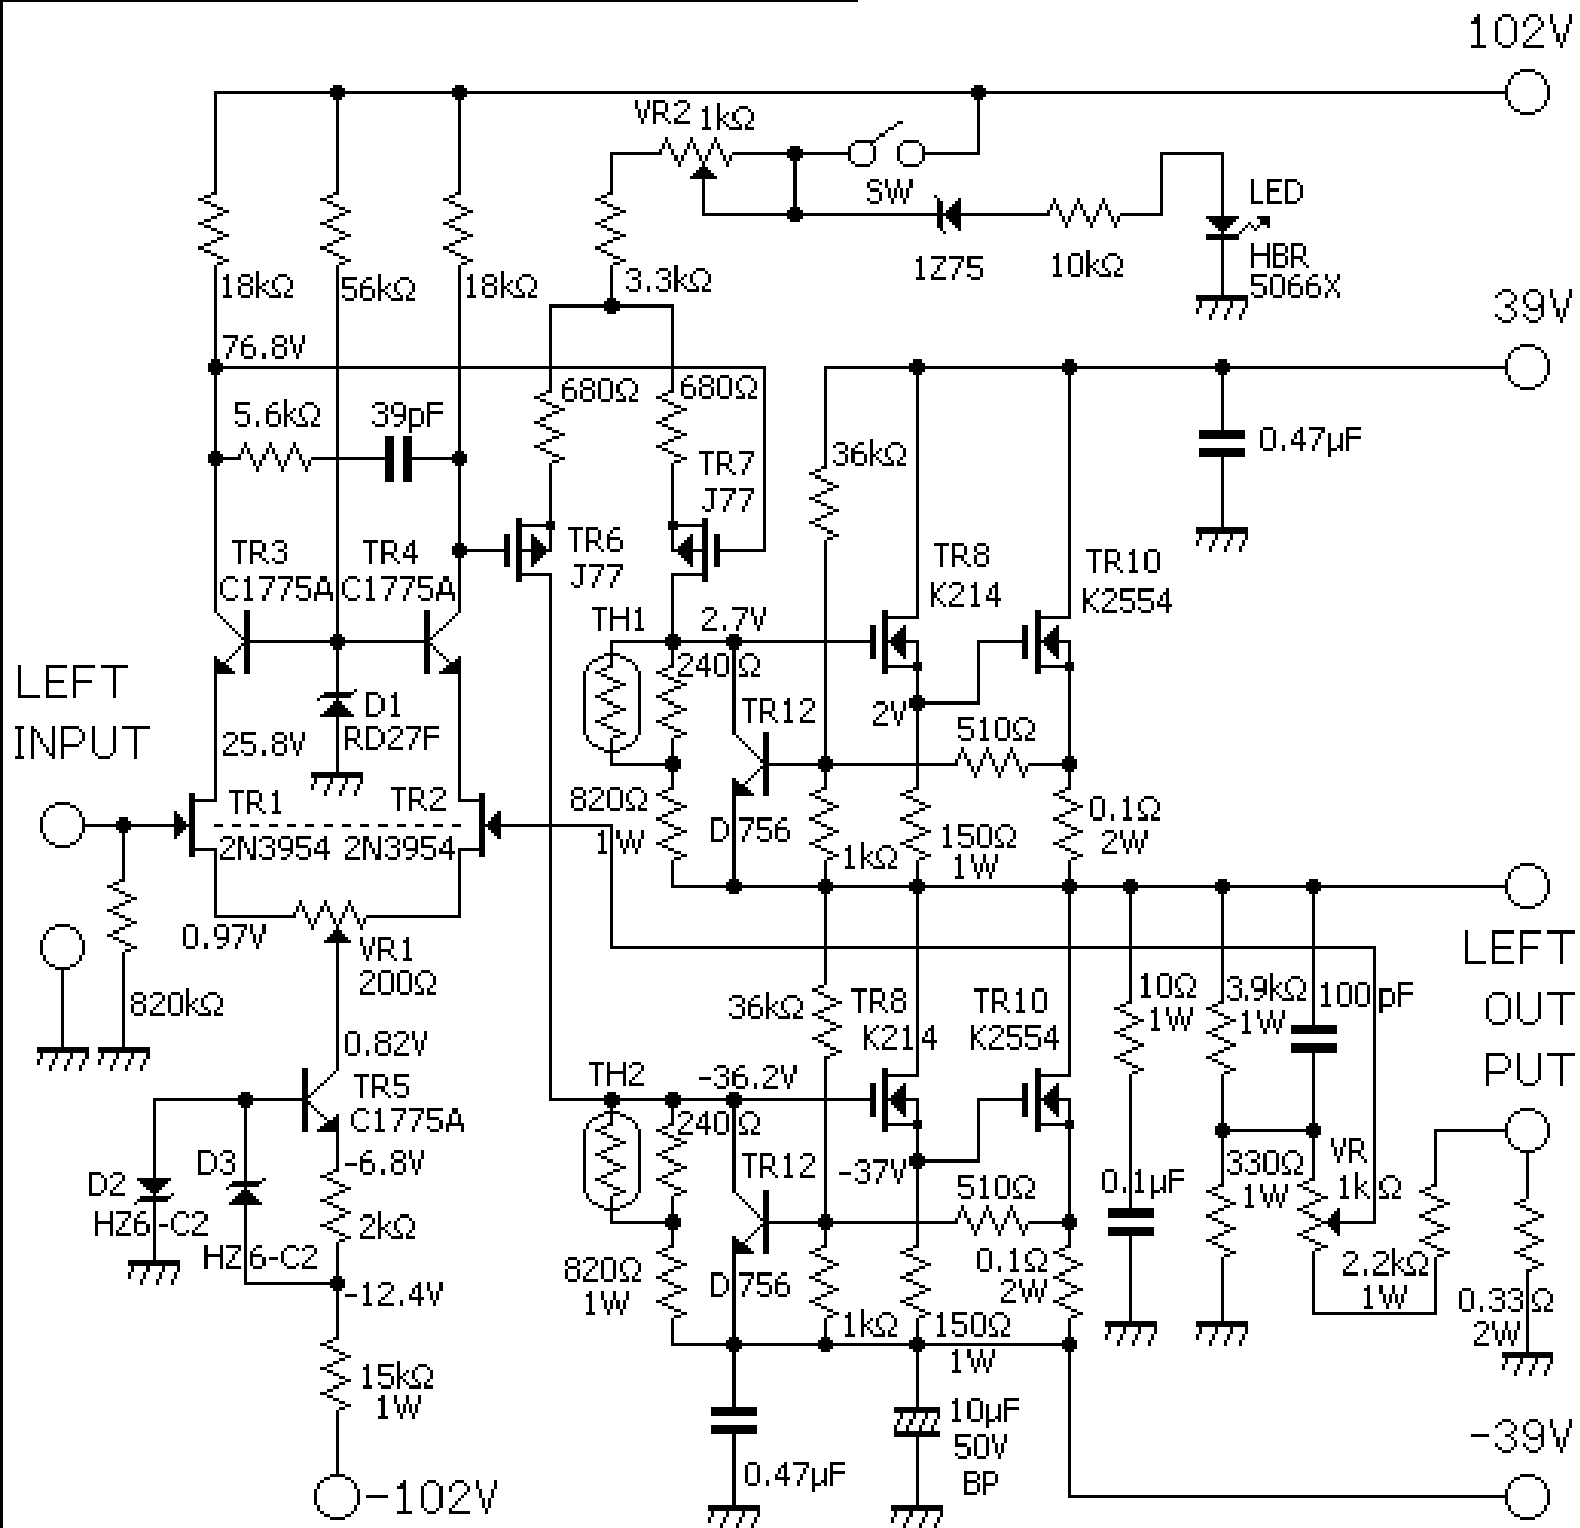 102V
VR2 1kΩ
SW
LED
HBR
5066X
1Z75
10kΩ
18kΩ
56kΩ
18kΩ
3.3kΩ
39V
76.8V
680Ω
680Ω
5.6kΩ
39pF
36kΩ
0.47μF
TR7
J77
TR6
J77
TR3
C1775A
TR4
C1775A
TR8
K214
TR10
K2554
TH1
2.7V
240Ω
LEFT
INPUT
D1
RD27F
TR12
2V
510Ω
25.8V
TR1
2N3954
TR2
2N3954
820Ω
1W
D756
1kΩ
150Ω
1W
0.1Ω
2W
0.97V
VR1
200Ω
820kΩ
LEFT
OUT
PUT
36kΩ
TR8
K214
TR10
K2554
10Ω
1W
3.9kΩ
1W
100pF
0.82V
TR5
C1775A
TH2
-36.2V
240Ω
D2
HZ6-C2
D3
HZ6-C2
-6.8V
2kΩ
TR12
-37V
510Ω
0.1μF
330Ω
1W
VR
1kΩ
-12.4V
820Ω
1W
D756
1kΩ
150Ω
1W
0.1Ω
2W
2.2kΩ
1W
0.33Ω
2W
15kΩ
1W
0.47μF
10μF
50V
BP
-39V
-102V